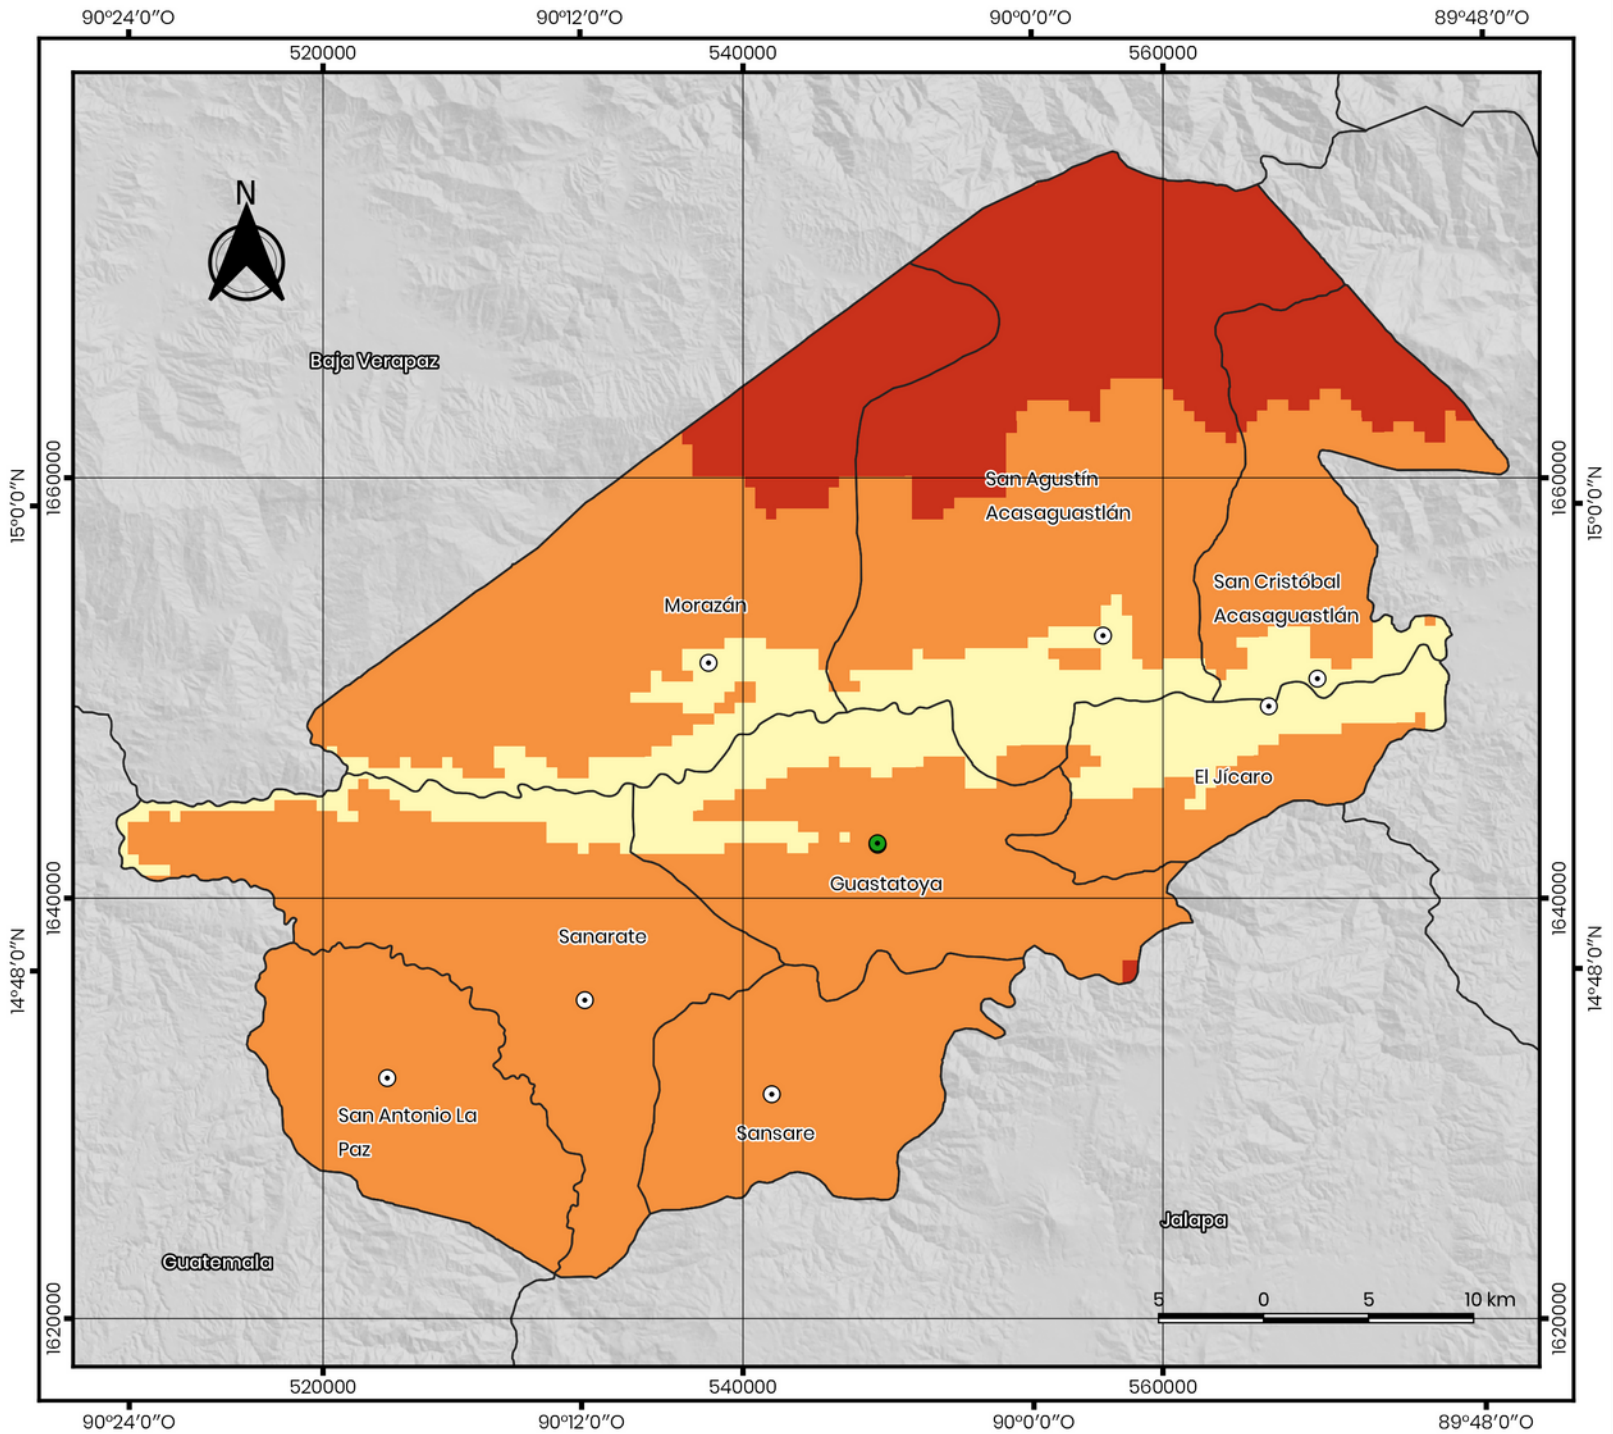 90°24'0''O 90°12'0''O 90°0'0''O 89°48'0''O
520000 540000 560000
N
Baja Verapaz
1660000
1660000
15°0'0''N
15°0'0''N
San Agustín
Acasaguastlán
San Cristóbal
Acasaguastlán
Morazán
El Jícaro
Guastatoya
1640000
1640000
Sanarate
14°48'0''N
14°48'0''N
San Antonio La
Paz
Sansare
Jalapa
Guatemala
5 0 5 10 km
1620000
1620000
520000 540000 560000
90°24'0''O 90°12'0''O 90°0'0''O 89°48'0''O